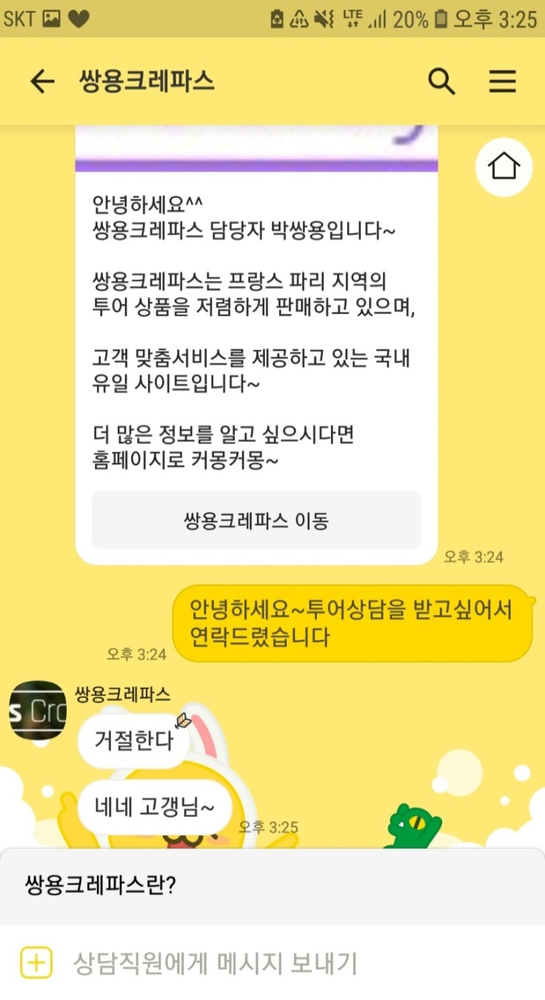 SKT LTE 20% 오후 3:25
쌍용크레파스
안녕하세요^^
쌍용크레파스 담당자 박쌍용입니다~
쌍용크레파스는 프랑스 파리 지역의
투어 상품을 저렴하게 판매하고 있으며,
고객 맞춤서비스를 제공하고 있는 국내
유일 사이트입니다~
더 많은 정보를 알고 싶으시다면
홈페이지로 커몽커몽~
쌍용크레파스 이동
오후 3:24
안녕하세요~투어상담을 받고싶어서
연락드렸습니다
오후 3:24
쌍용크레파스
s Cro
거절한다
네네 고갱님~
오후 3:25
쌍용크레파스란?
상담직원에게 메시지 보내기